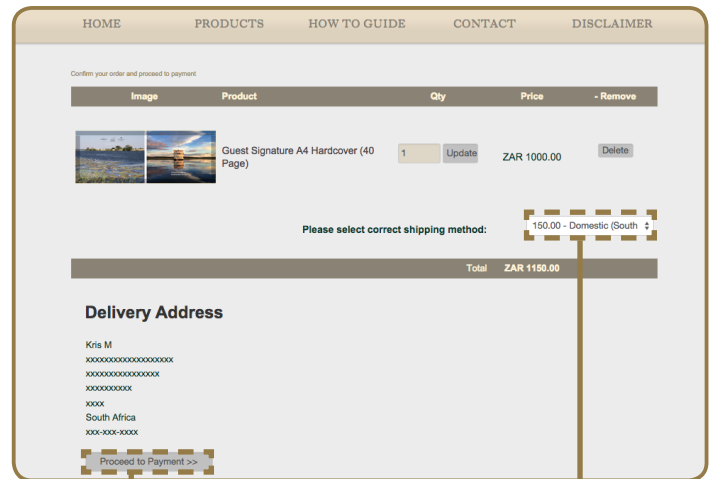 HOME PRODUCTS HOW TO GUIDE CONTACT DISCLAIMER
Confirm your order and proceed to payment
Image Product Qty Price - Remove
Guest Signature A4 Hardcover (40
Page)
1 Update ZAR 1000.00 Delete
Please select correct shipping method: 150.00 - Domestic (South
Total ZAR 1150.00
Delivery Address
Kris M
xxxxxxxxxxxxxxxxxxx
xxxxxxxxxxxxxxxx
xxxxxxxxxx
xxxx
South Africa
xxx-xxx-xxxx
Proceed to Payment >>